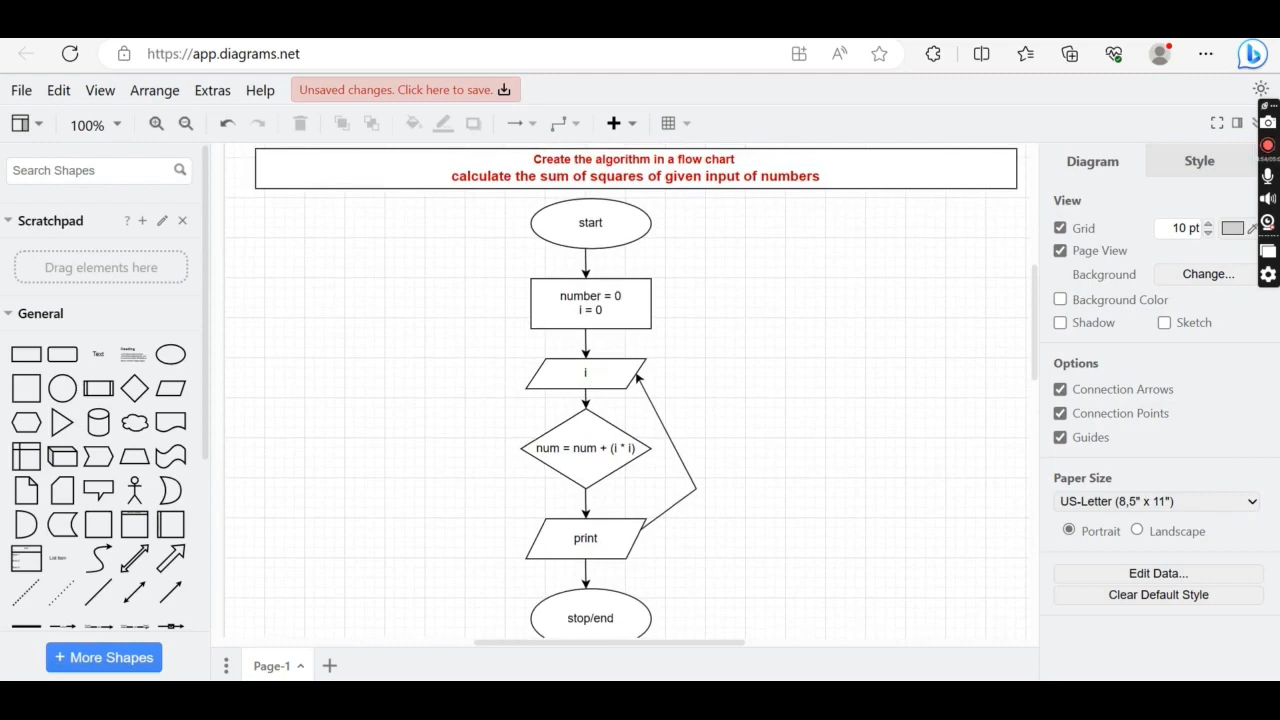 https://app.diagrams.net
File Edit View Arrange Extras Help Unsaved changes. Click here to save.
100%
Search Shapes
Scratchpad
?
Drag elements here
General
Text
Heading
List Item
+ More Shapes
Create the algorithm in a flow chart
calculate the sum of squares of given input of numbers
start
number = 0
i = 0
i
num = num + (i * i)
print
stop/end
Page-1
Diagram
Style
View
Grid 10 pt
Page View
Background Change...
Background Color
Shadow Sketch
Options
Connection Arrows
Connection Points
Guides
Paper Size
US-Letter (8,5" x 11")
Portrait Landscape
Edit Data...
Clear Default Style